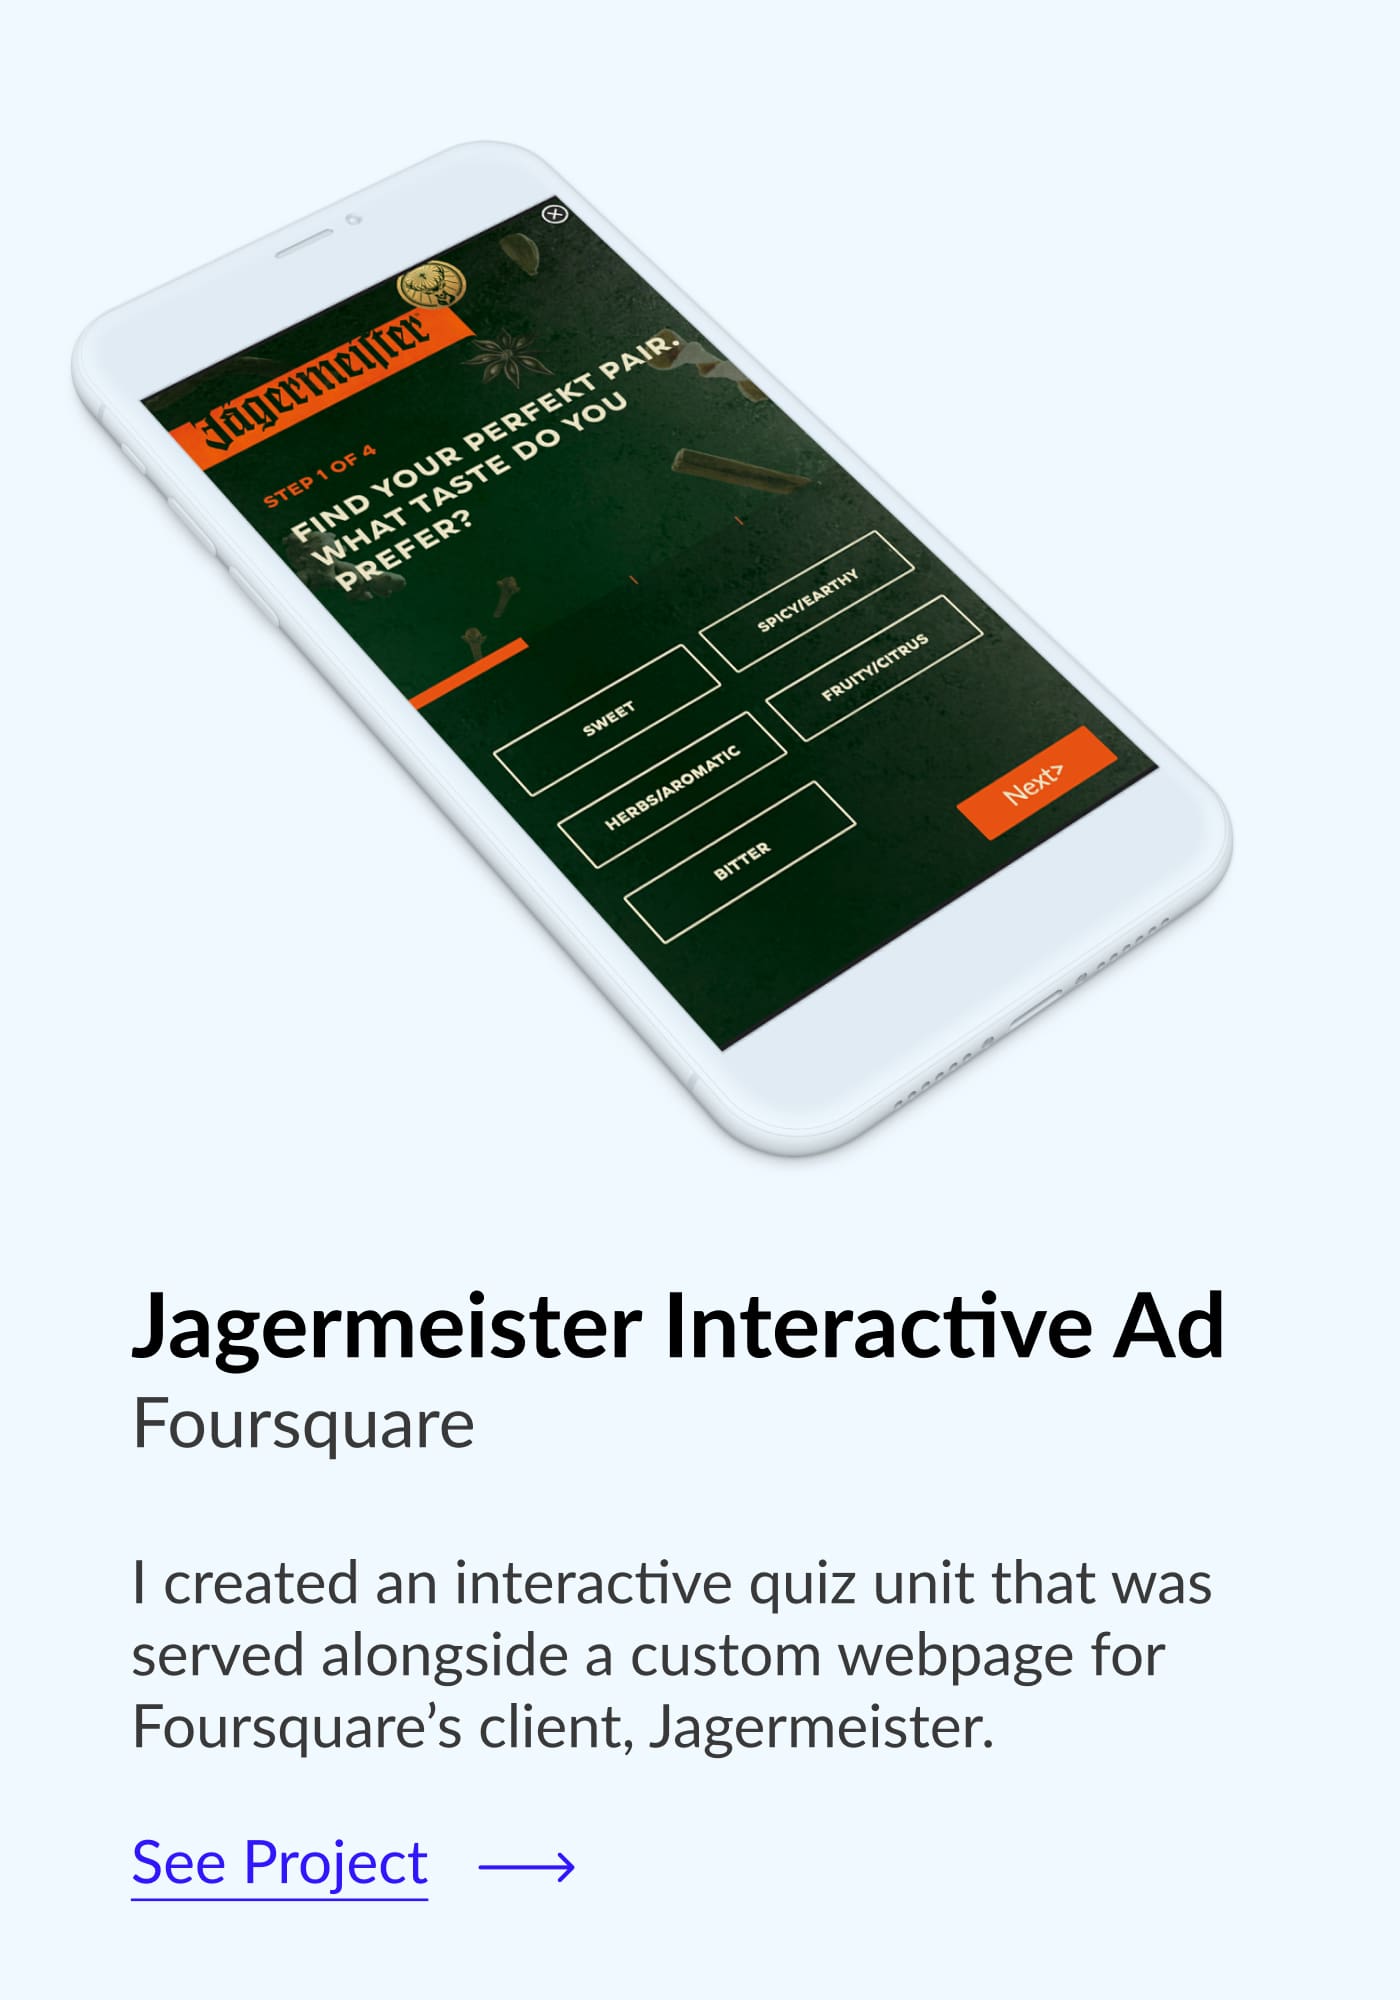 Jägermeister
STEP 1 OF 4
FIND YOUR PERFEKT PAIR.
WHAT TASTE DO YOU
PREFER?
SWEET
SPICY/EARTHY
HERBS/AROMATIC
FRUITY/CITRUS
BITTER
Next>
Jagermeister Interactive Ad
Foursquare
I created an interactive quiz unit that was
served alongside a custom webpage for
Foursquare’s client, Jagermeister.
See Project